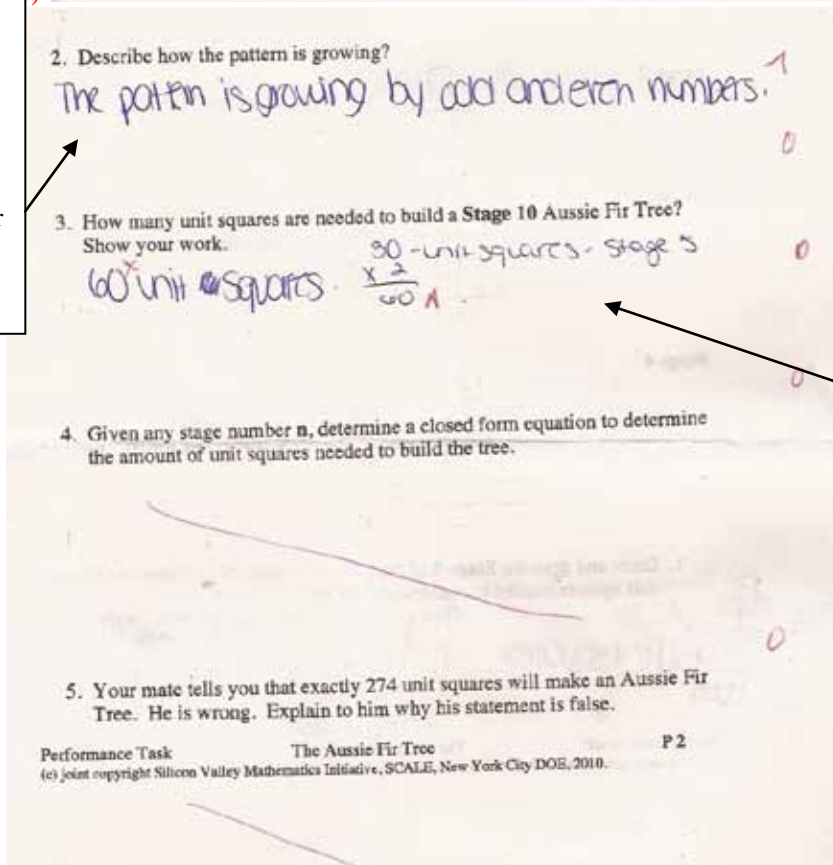 2. Describe how the pattern is growing?
The pattern is growing by odd and even numbers.
1
0
r
3. How many unit squares are needed to build a Stage 10 Aussie Fir Tree?
Show your work.
30 - unit squares - stage 5
0
60 unit squares.
x 2
60
0
4. Given any stage number n, determine a closed form equation to determine
the amount of unit squares needed to build the tree.
0
5. Your mate tells you that exactly 274 unit squares will make an Aussie Fir
Tree. He is wrong. Explain to him why his statement is false.
Performance Task The Aussie Fir Tree P 2
(c) joint copyright Silicon Valley Mathematics Initiative, SCALE, New York City DOE, 2010.